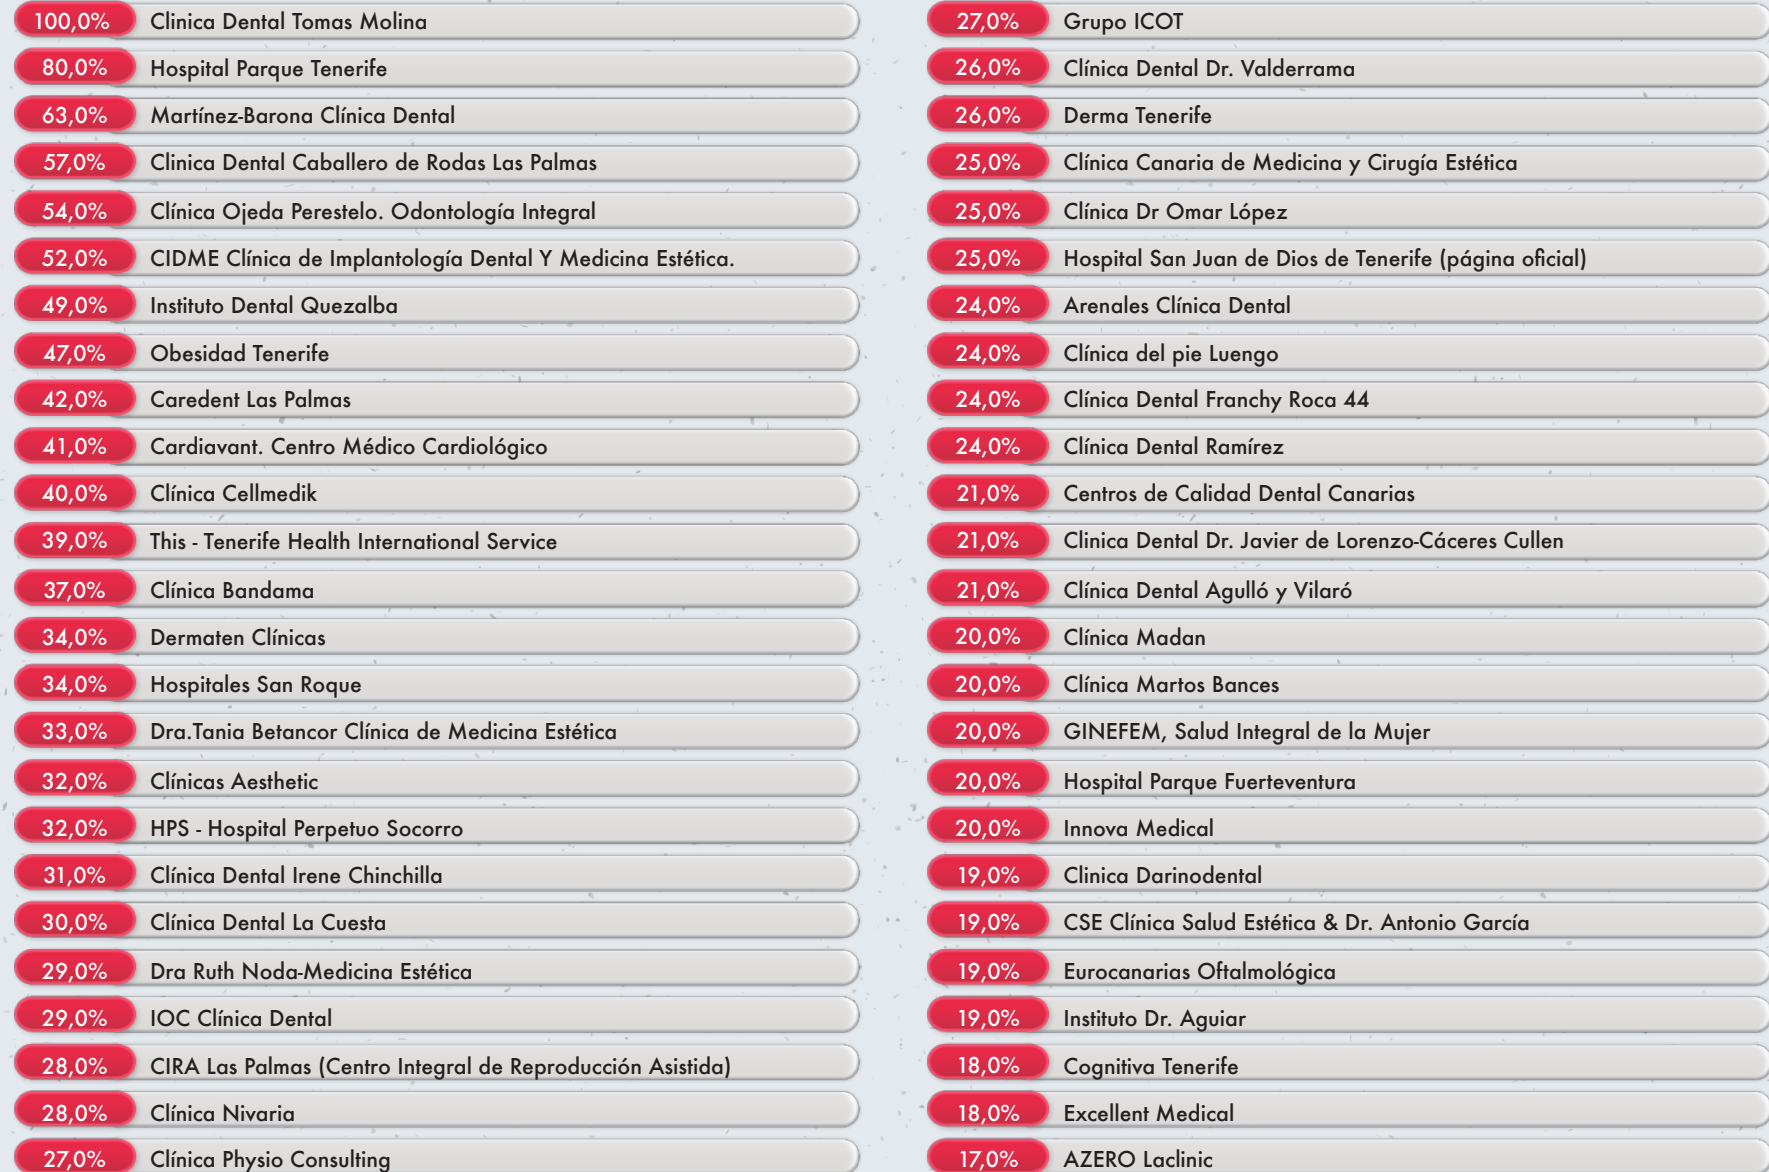 100,0% Clinica Dental Tomas Molina
80,0% Hospital Parque Tenerife
63,0% Martínez-Barona Clínica Dental
57,0% Clinica Dental Caballero de Rodas Las Palmas
54,0% Clínica Ojeda Perestelo. Odontología Integral
52,0% CIDME Clínica de Implantología Dental Y Medicina Estética.
49,0% Instituto Dental Quezalba
47,0% Obesidad Tenerife
42,0% Caredent Las Palmas
41,0% Cardiavant. Centro Médico Cardiológico
40,0% Clínica Cellmedik
39,0% This - Tenerife Health International Service
37,0% Clínica Bandama
34,0% Dermaten Clínicas
34,0% Hospitales San Roque
33,0% Dra.Tania Betancor Clínica de Medicina Estética
32,0% Clínicas Aesthetic
32,0% HPS - Hospital Perpetuo Socorro
31,0% Clínica Dental Irene Chinchilla
30,0% Clínica Dental La Cuesta
29,0% Dra Ruth Noda-Medicina Estética
29,0% IOC Clínica Dental
28,0% CIRA Las Palmas (Centro Integral de Reproducción Asistida)
28,0% Clínica Nivaria
27,0% Clínica Physio Consulting
27,0% Grupo ICOT
26,0% Clínica Dental Dr. Valderrama
26,0% Derma Tenerife
25,0% Clínica Canaria de Medicina y Cirugía Estética
25,0% Clínica Dr Omar López
25,0% Hospital San Juan de Dios de Tenerife (página oficial)
24,0% Arenales Clínica Dental
24,0% Clínica del pie Luengo
24,0% Clínica Dental Franchy Roca 44
24,0% Clínica Dental Ramírez
21,0% Centros de Calidad Dental Canarias
21,0% Clinica Dental Dr. Javier de Lorenzo-Cáceres Cullen
21,0% Clínica Dental Agulló y Vilaró
20,0% Clínica Madan
20,0% Clínica Martos Bances
20,0% GINEFEM, Salud Integral de la Mujer
20,0% Hospital Parque Fuerteventura
20,0% Innova Medical
19,0% Clinica Darinodental
19,0% CSE Clínica Salud Estética & Dr. Antonio García
19,0% Eurocanarias Oftalmológica
19,0% Instituto Dr. Aguiar
18,0% Cognitiva Tenerife
18,0% Excellent Medical
17,0% AZERO Laclinic